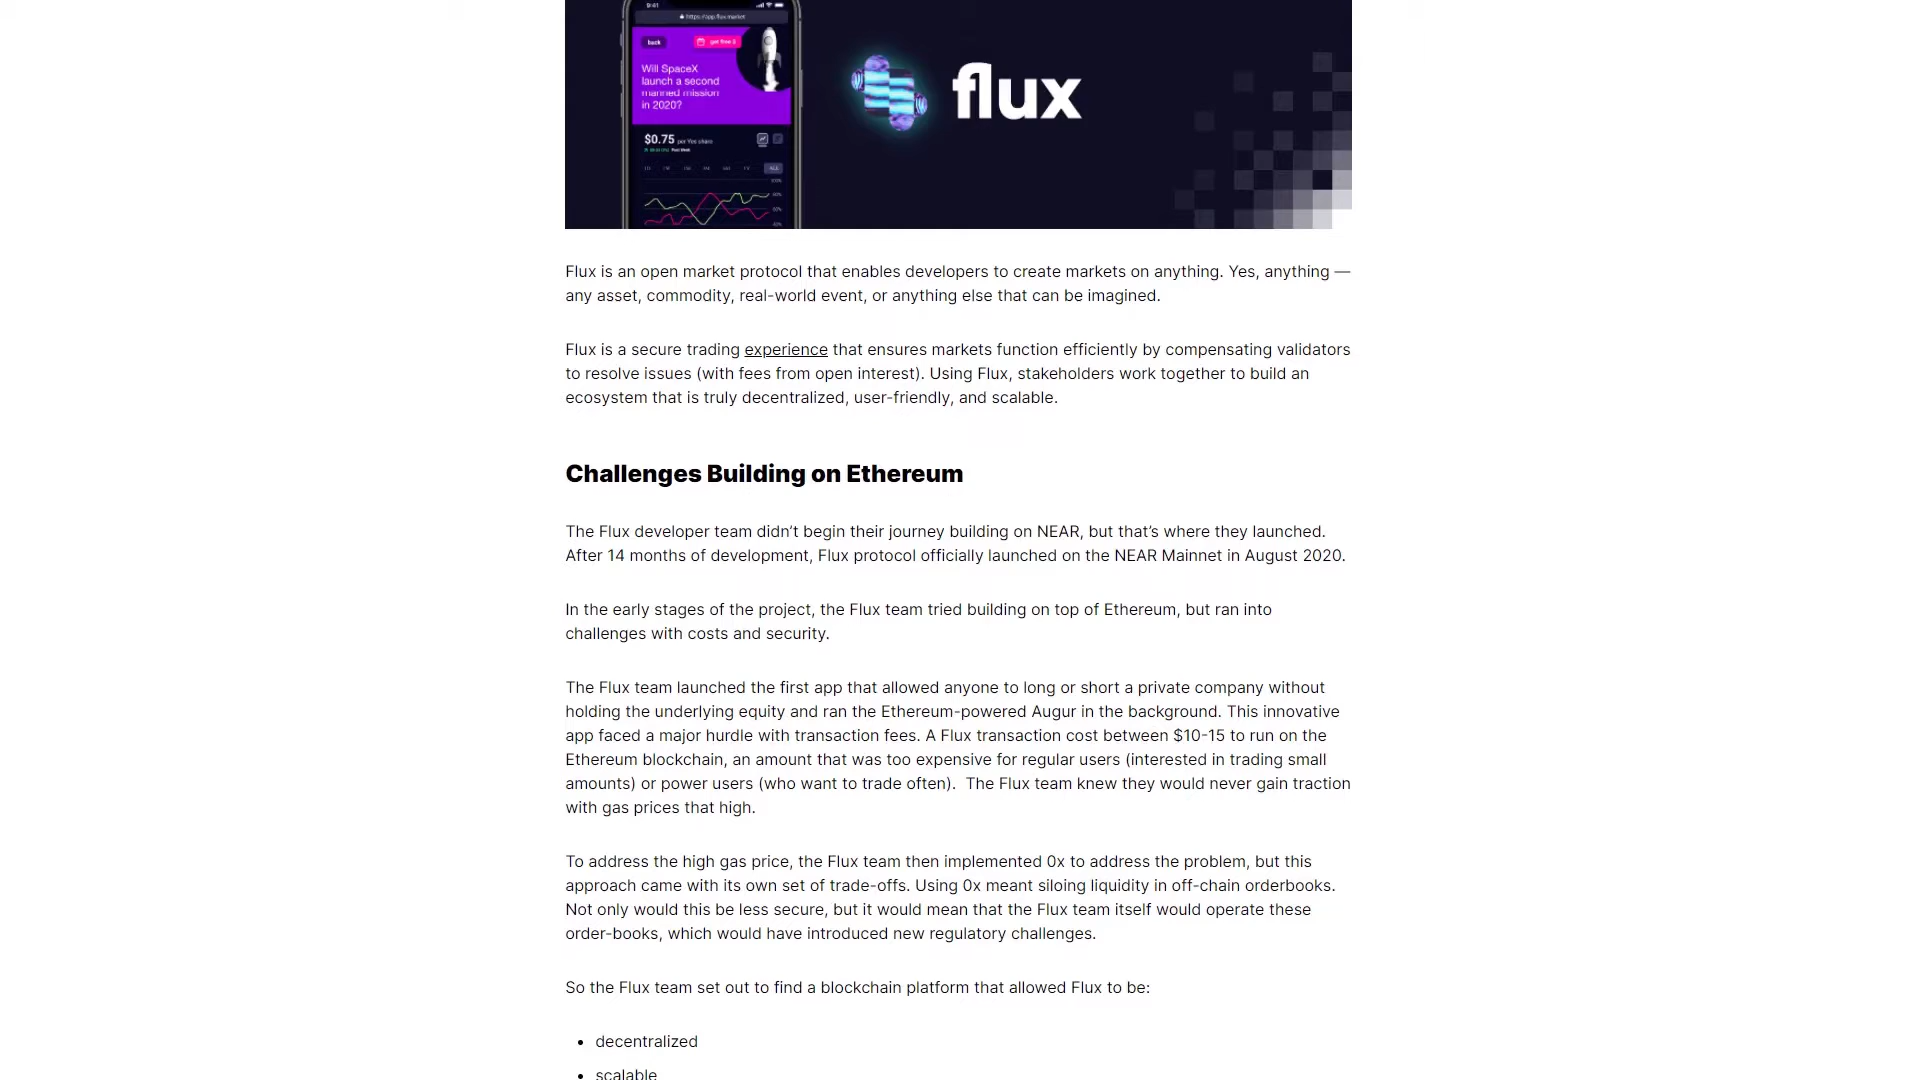 9:41
https://app.flux.market
back
get free $
Will SpaceX
launch a second
manned mission
in 2020?
$0.75 per Yes share
Past Week
ALL
100%
flux
Flux is an open market protocol that enables developers to create markets on anything. Yes, anything —
any asset, commodity, real-world event, or anything else that can be imagined.
Flux is a secure trading experience that ensures markets function efficiently by compensating validators
to resolve issues (with fees from open interest). Using Flux, stakeholders work together to build an
ecosystem that is truly decentralized, user-friendly, and scalable.
Challenges Building on Ethereum
The Flux developer team didn’t begin their journey building on NEAR, but that’s where they launched.
After 14 months of development, Flux protocol officially launched on the NEAR Mainnet in August 2020.
In the early stages of the project, the Flux team tried building on top of Ethereum, but ran into
challenges with costs and security.
The Flux team launched the first app that allowed anyone to long or short a private company without
holding the underlying equity and ran the Ethereum-powered Augur in the background. This innovative
app faced a major hurdle with transaction fees. A Flux transaction cost between $10-15 to run on the
Ethereum blockchain, an amount that was too expensive for regular users (interested in trading small
amounts) or power users (who want to trade often).  The Flux team knew they would never gain traction
with gas prices that high.
To address the high gas price, the Flux team then implemented 0x to address the problem, but this
approach came with its own set of trade-offs. Using 0x meant siloing liquidity in off-chain orderbooks.
Not only would this be less secure, but it would mean that the Flux team itself would operate these
order-books, which would have introduced new regulatory challenges.
So the Flux team set out to find a blockchain platform that allowed Flux to be:
• decentralized
• scalable